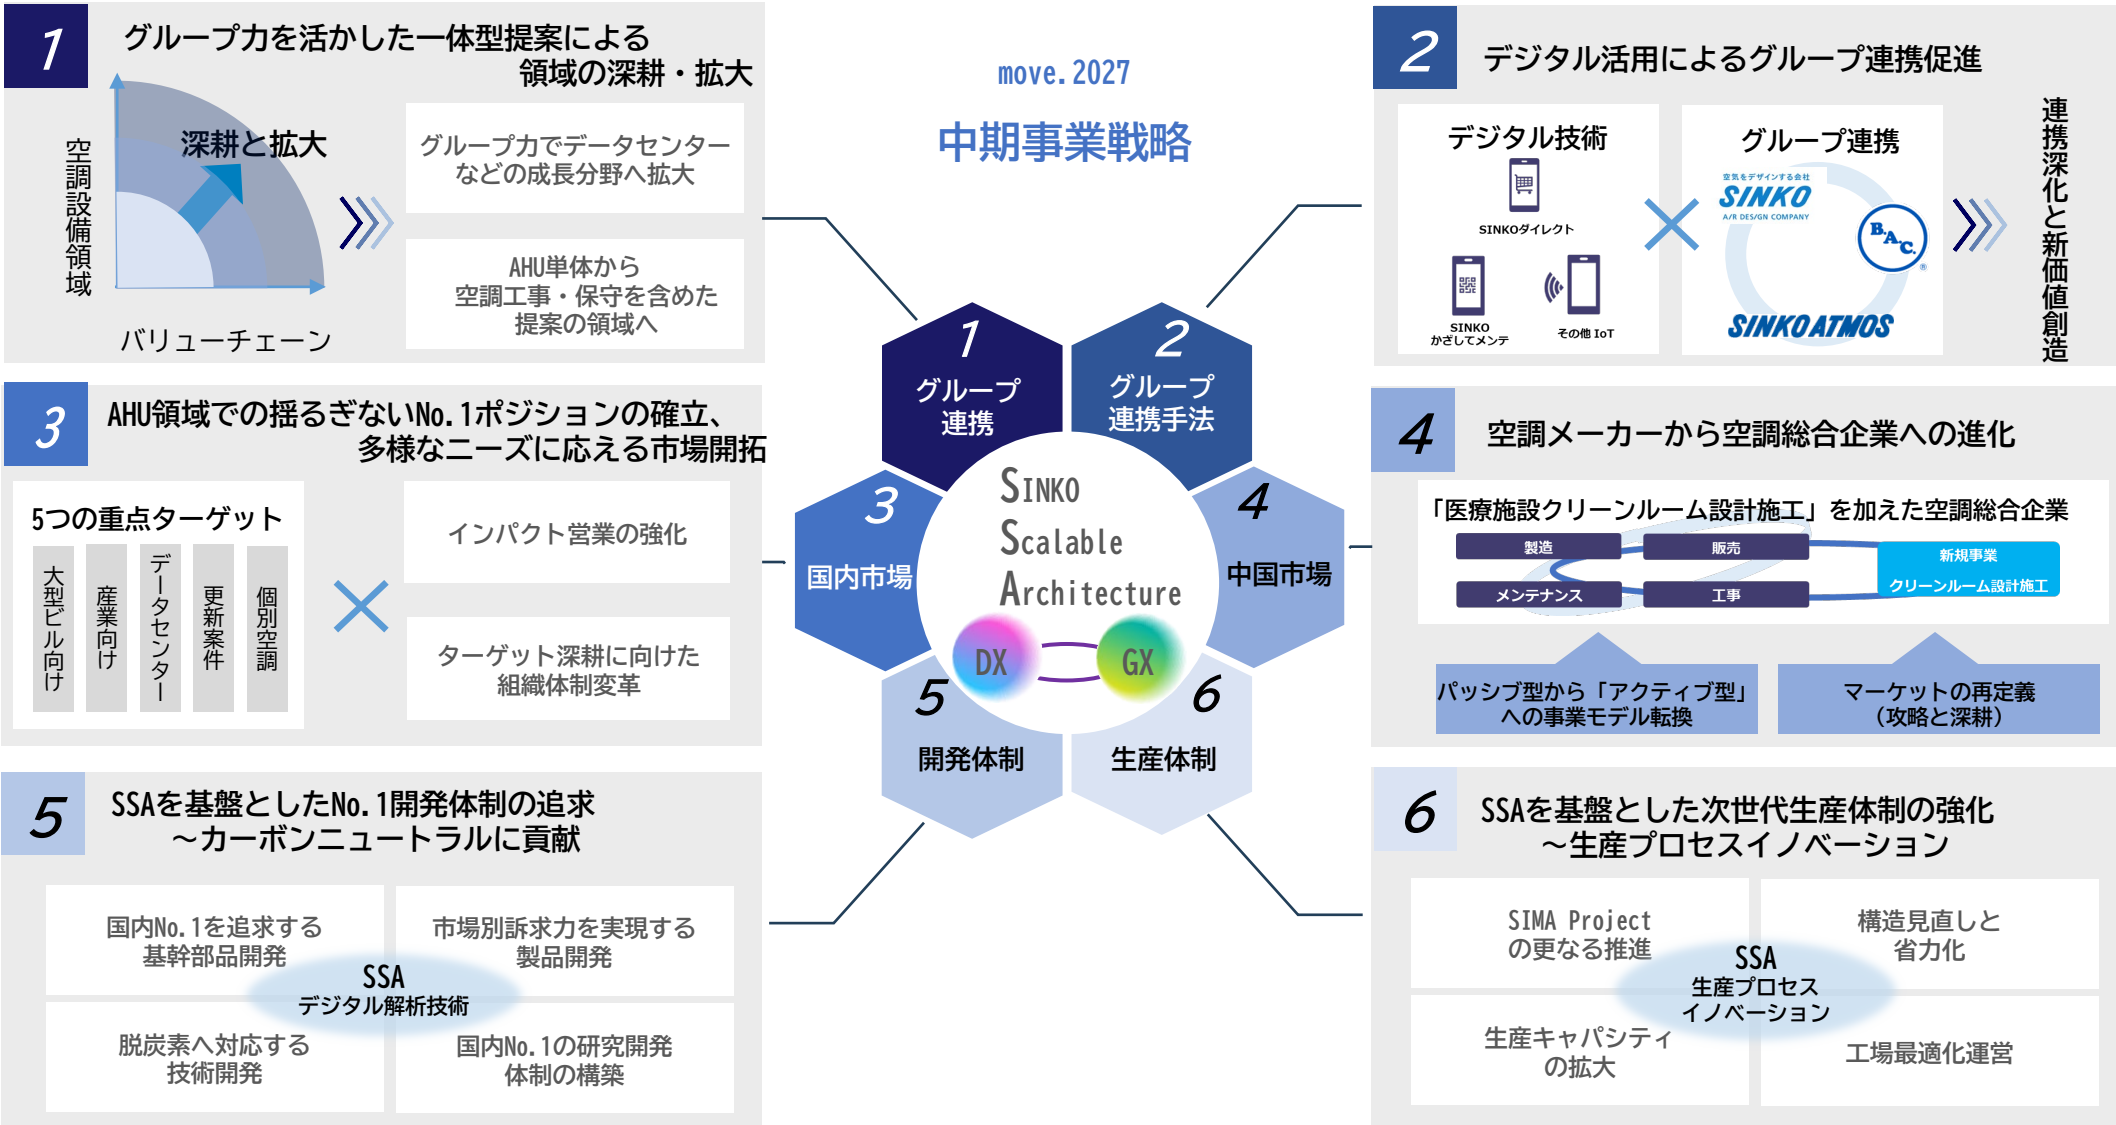 1
グループ力を活かした一体型提案による
領域の深耕・拡大
空調設備領域
深耕と拡大
バリューチェーン
グループ力でデータセンター
などの成長分野へ拡大
AHU単体から
空調工事・保守を含めた
提案の領域へ
move.2027
中期事業戦略
2
デジタル活用によるグループ連携促進
デジタル技術
SINKOダイレクト
SINKO
かざしてメンテ
その他 IoT
グループ連携
空気をデザインする会社
SINKO
AIR DESIGN COMPANY
B.A.C.
®
SINKO ATMOS
連携深化と新価値創造
3
AHU領域での揺るぎないNo.1ポジションの確立、
多様なニーズに応える市場開拓
5つの重点ターゲット
大型ビル向け
産業向け
データセンター
更新案件
個別空調
インパクト営業の強化
ターゲット深耕に向けた
組織体制変革
1
グループ
連携
2
グループ
連携手法
3
国内市場
4
中国市場
5
開発体制
6
生産体制
SINKO
Scalable
Architecture
DX
GX
4
空調メーカーから空調総合企業への進化
「医療施設クリーンルーム設計施工」を加えた空調総合企業
製造
販売
メンテナンス
工事
新規事業
クリーンルーム設計施工
パッシブ型から「アクティブ型」
への事業モデル転換
マーケットの再定義
（攻略と深耕）
5
SSAを基盤としたNo.1開発体制の追求
～カーボンニュートラルに貢献
国内No.1を追求する
基幹部品開発
市場別訴求力を実現する
製品開発
SSA
デジタル解析技術
脱炭素へ対応する
技術開発
国内No.1の研究開発
体制の構築
6
SSAを基盤とした次世代生産体制の強化
～生産プロセスイノベーション
SIMA Project
の更なる推進
構造見直しと
省力化
SSA
生産プロセス
イノベーション
生産キャパシティ
の拡大
工場最適化運営